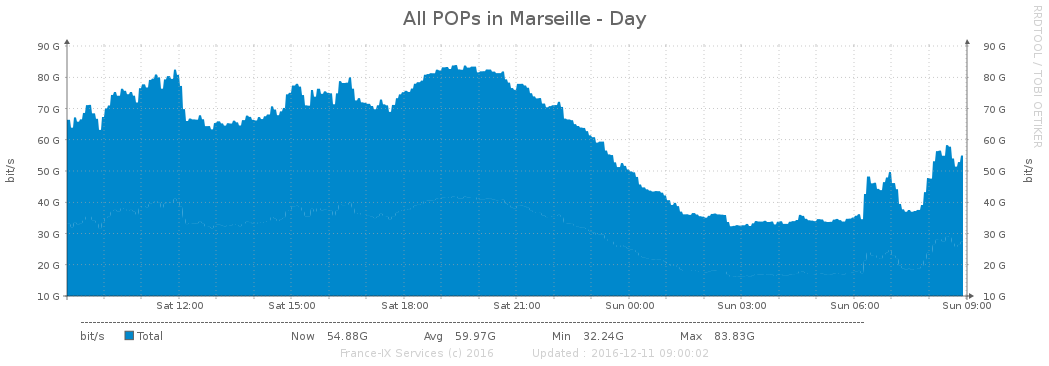 All POPs in Marseille - Day
RRDTOOL / TOBI OETIKER
90 G 90 G
80 G 80 G
70 G 70 G
60 G 60 G
50 G 50 G
40 G 40 G
30 G 30 G
20 G 20 G
10 G 10 G
bit/s
bit/s
Sat 12:00 Sat 15:00 Sat 18:00 Sat 21:00 Sun 00:00 Sun 03:00 Sun 06:00 Sun 09:00
bit/s Total Now 54.88G Avg 59.97G Min 32.24G Max 83.83G
France-IX Services (c) 2016 Updated : 2016-12-11 09:00:02